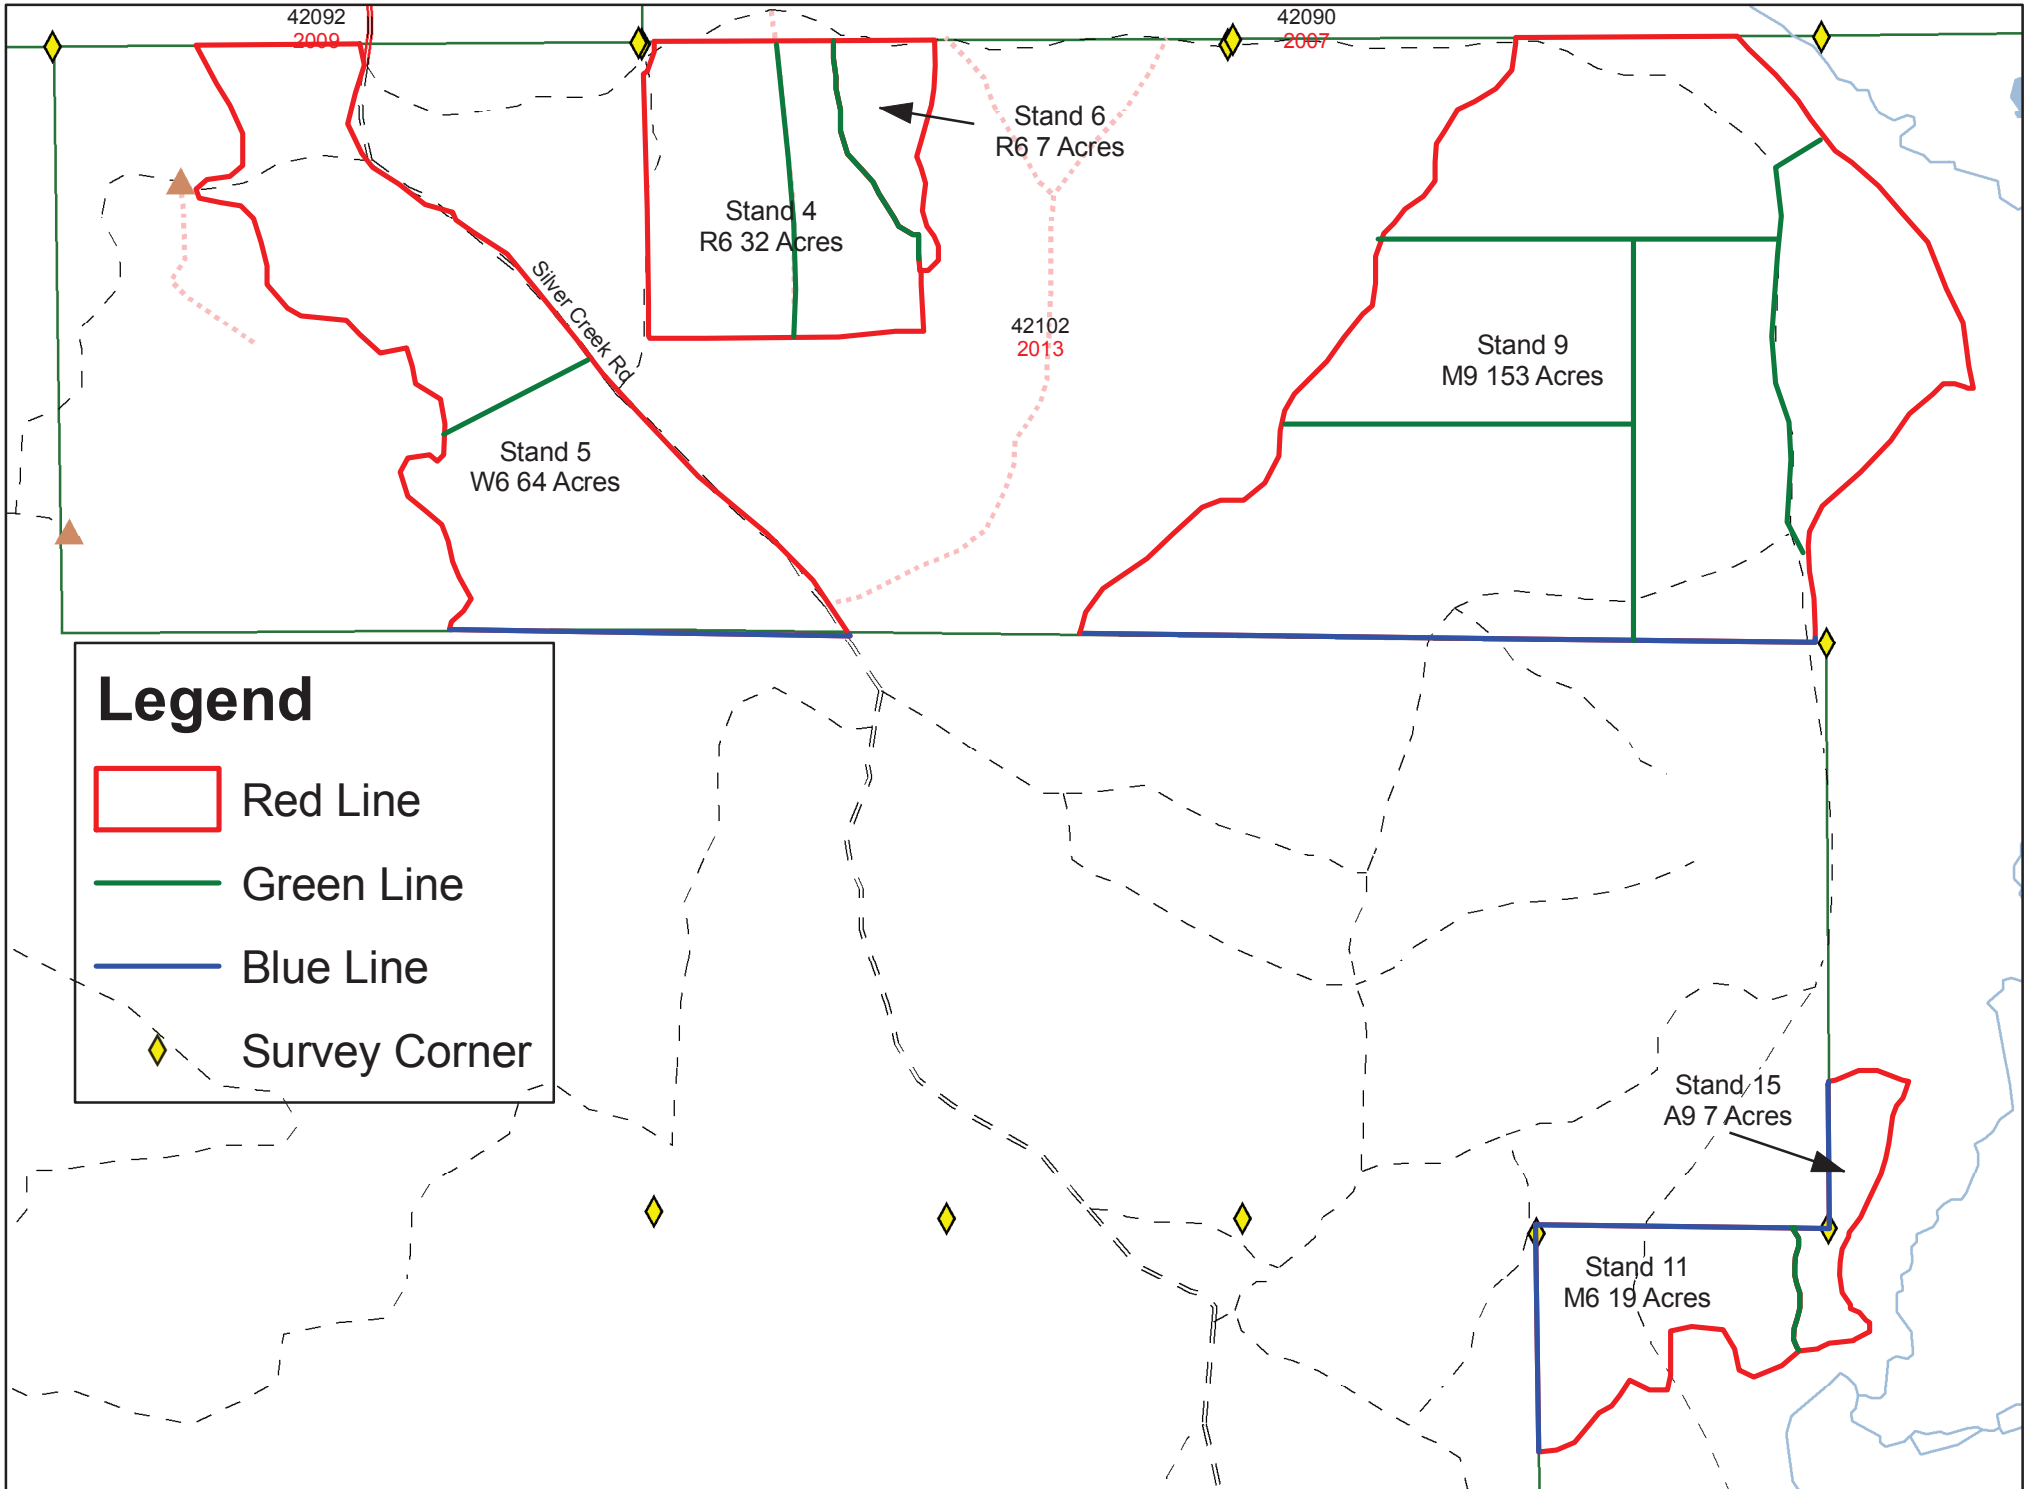 42092
2009
42090
2007
Stand 6
R6 7 Acres
Stand 4
R6 32 Acres
Silver Creek Rd
42102
2013
Stand 9
M9 153 Acres
Stand 5
W6 64 Acres
Legend
Red Line
Green Line
Blue Line
Survey Corner
Stand 15
A9 7 Acres
Stand 11
M6 19 Acres